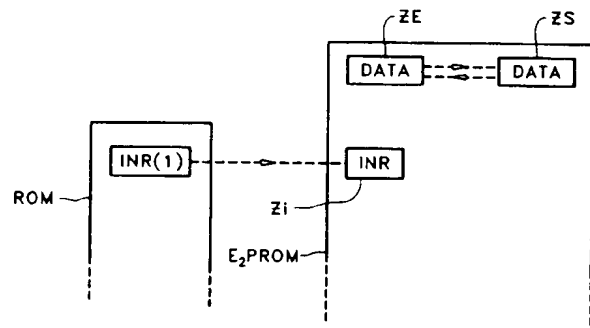 ZE
ZS
DATA
DATA
INR(1)
INR
ROM
Zi
E₂PROM